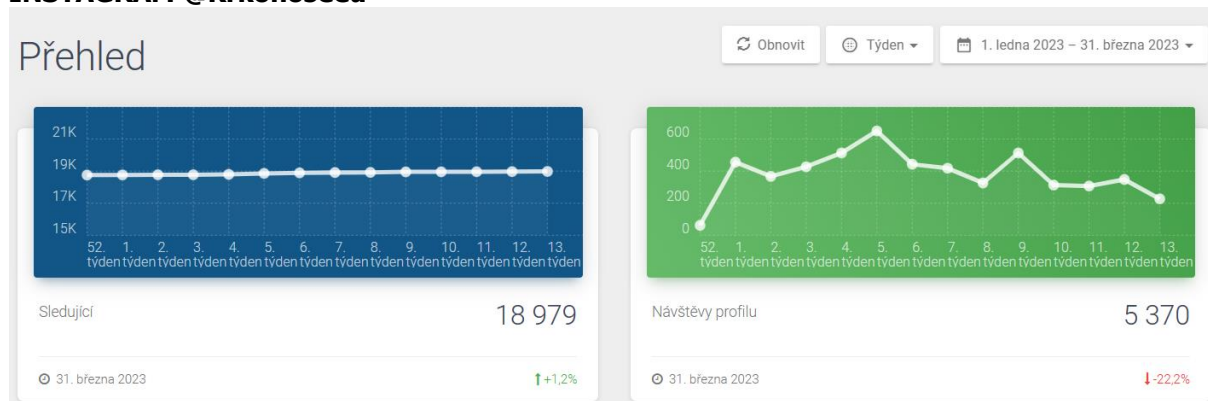 Přehled
Obnovit
Týden
1. ledna 2023 – 31. března 2023
21K
19K
17K
15K
52. 1. 2. 3. 4. 5. 6. 7. 8. 9. 10. 11. 12. 13.
týden týden týden týden týden týden týden týden týden týden týden týden týden týden
Sledující
18 979
31. března 2023
+1,2%
600
400
200
0
52. 1. 2. 3. 4. 5. 6. 7. 8. 9. 10. 11. 12. 13.
týden týden týden týden týden týden týden týden týden týden týden týden týden týden
Návštěvy profilu
5 370
31. března 2023
-22,2%